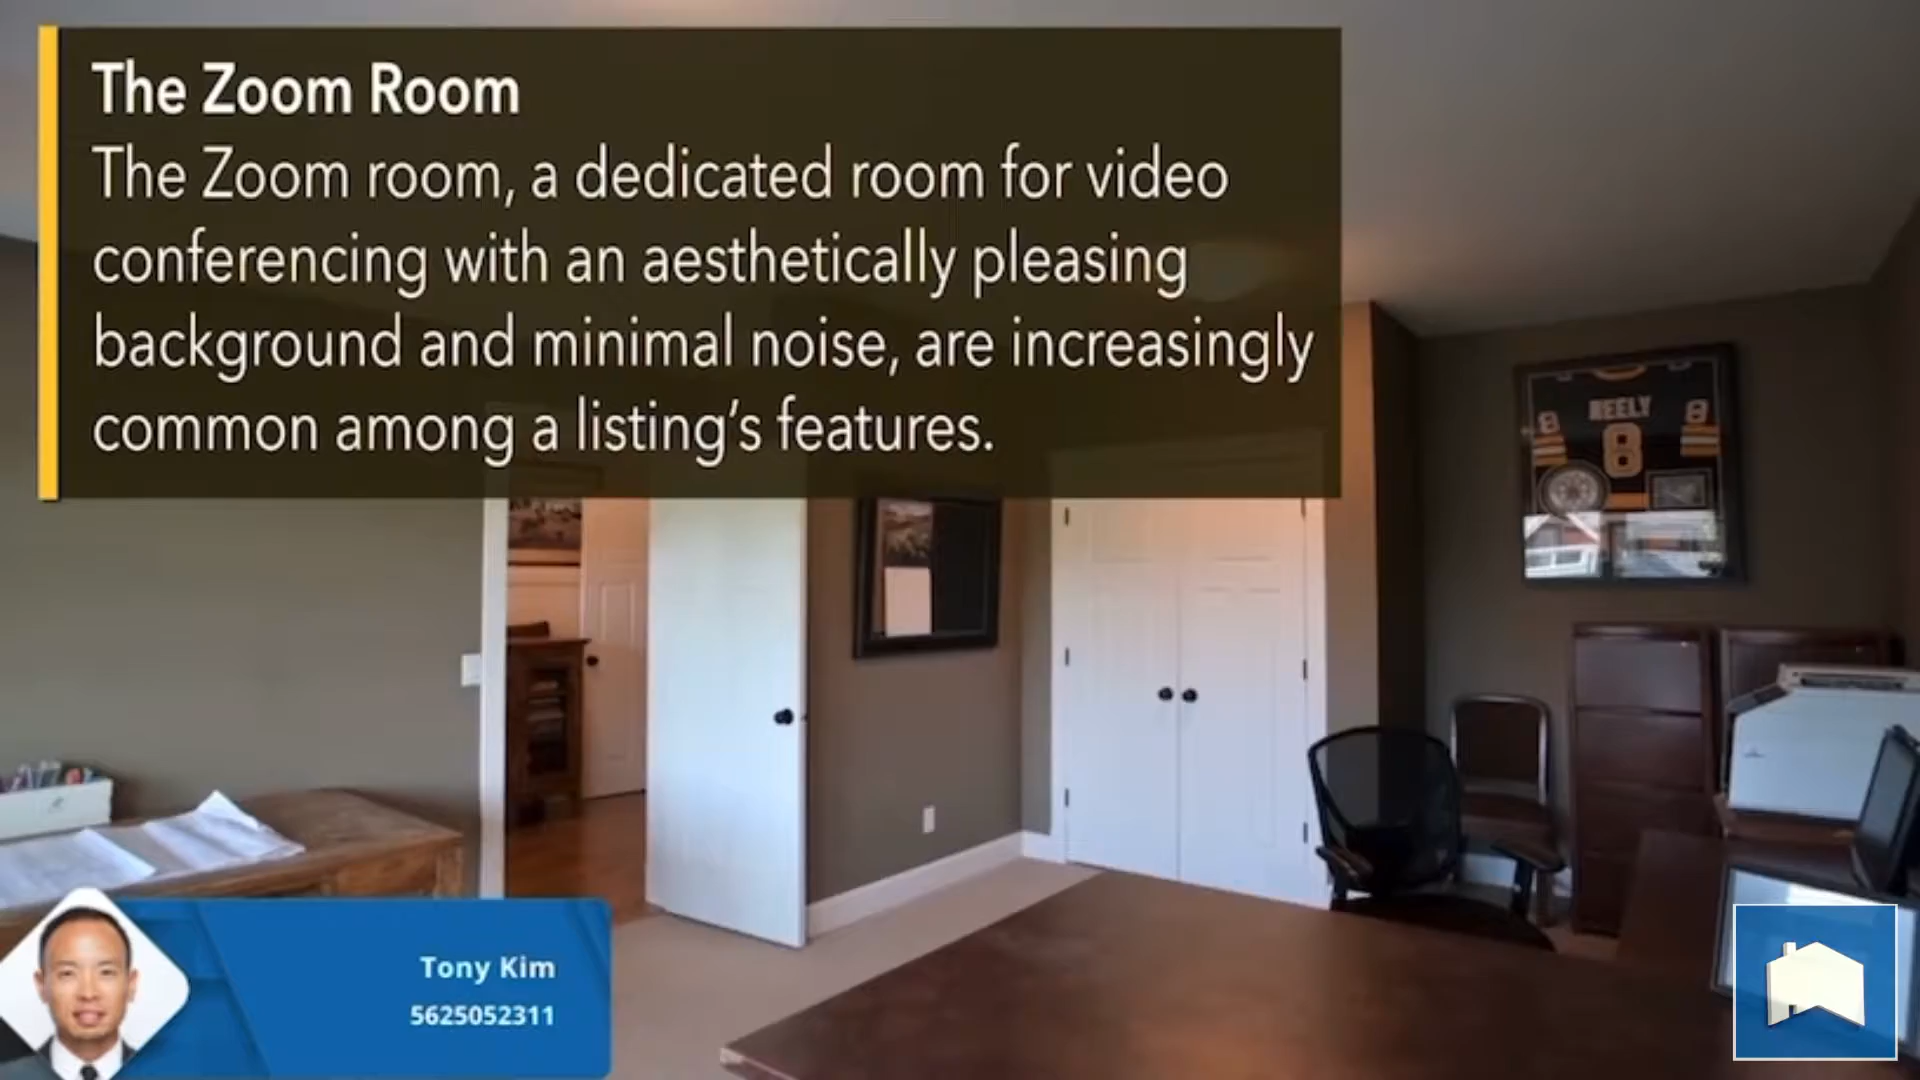 The Zoom Room
The Zoom room, a dedicated room for video
conferencing with an aesthetically pleasing
background and minimal noise, are increasingly
common among a listing's features.
NEELY
8 8
8
Tony Kim
5625052311